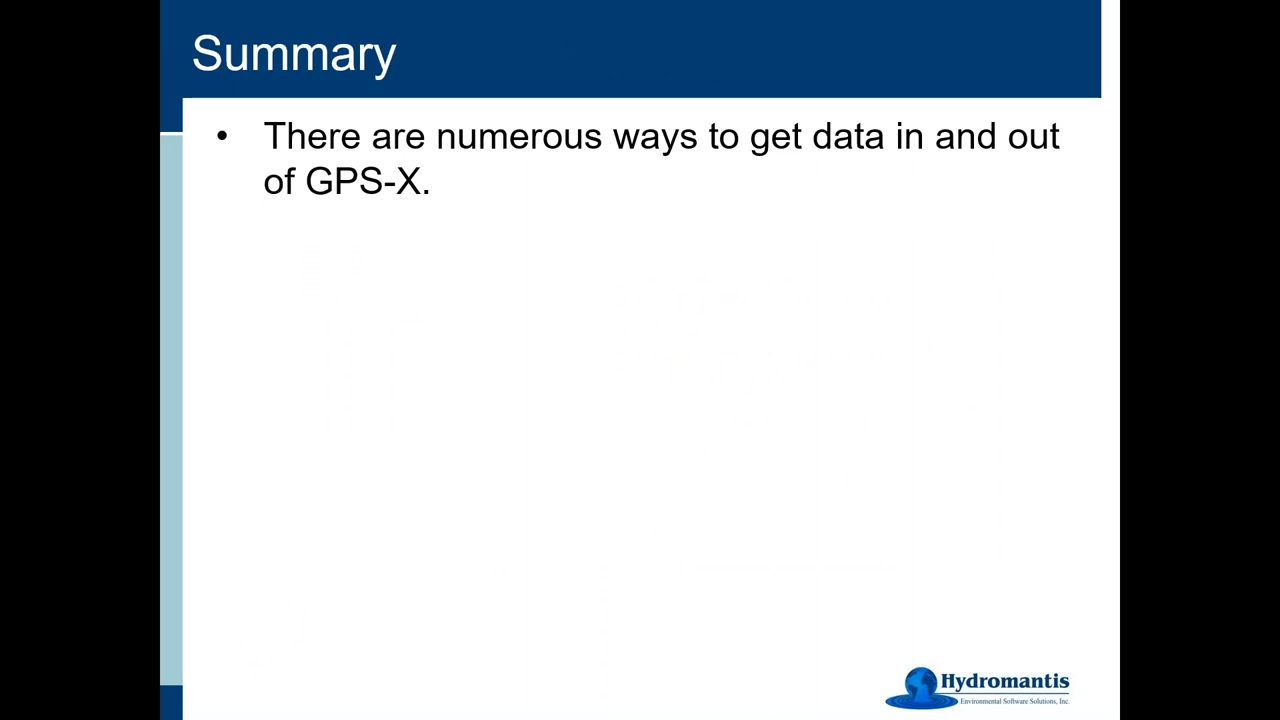 Summary
• There are numerous ways to get data in and out
of GPS-X.
Hydromantis
Environmental Software Solutions, Inc.